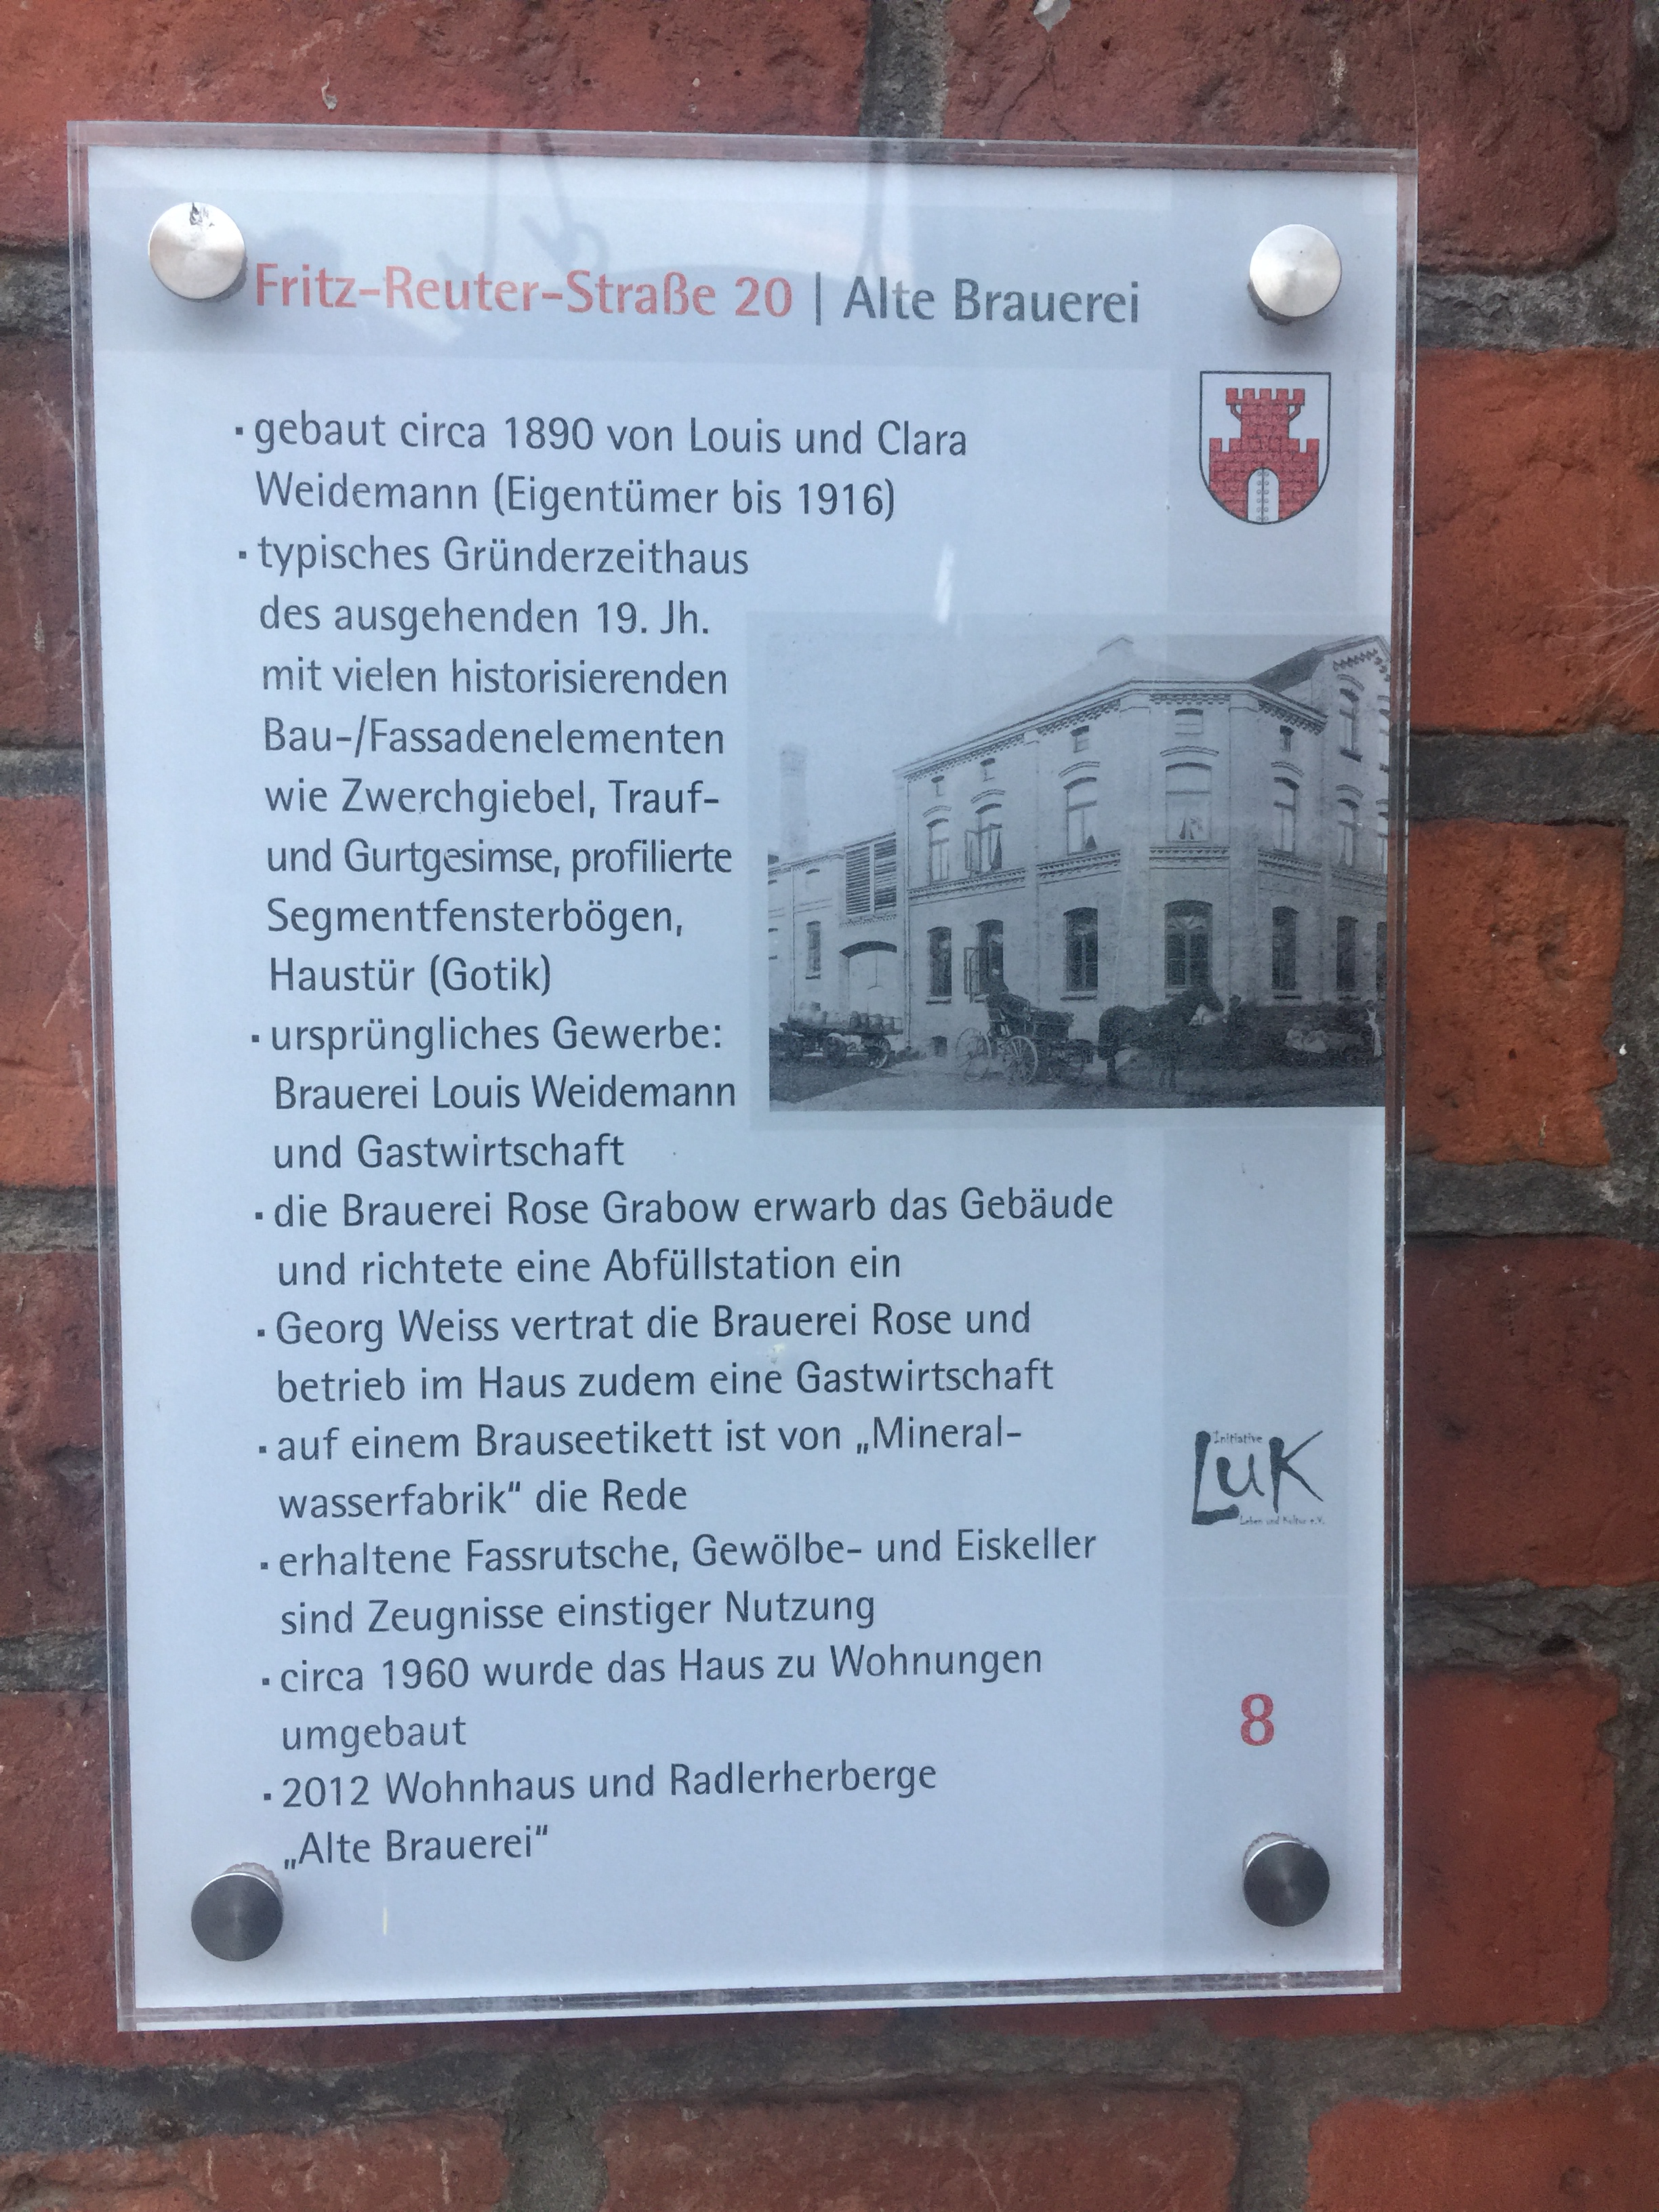 Fritz-Reuter-Straße 20 | Alte Brauerei
▪ gebaut circa 1890 von Louis und Clara
Weidemann (Eigentümer bis 1916)
▪ typisches Gründerzeithaus
des ausgehenden 19. Jh.
mit vielen historisierenden
Bau-/Fassadenelementen
wie Zwerchgiebel, Trauf-
und Gurtgesimse, profilierte
Segmentfensterbögen,
Haustür (Gotik)
▪ ursprüngliches Gewerbe:
Brauerei Louis Weidemann
und Gastwirtschaft
▪ die Brauerei Rose Grabow erwarb das Gebäude
und richtete eine Abfüllstation ein
▪ Georg Weiss vertrat die Brauerei Rose und
betrieb im Haus zudem eine Gastwirtschaft
▪ auf einem Brauseetikett ist von „Mineral-
wasserfabrik“ die Rede
▪ erhaltene Fassrutsche, Gewölbe- und Eiskeller
sind Zeugnisse einstiger Nutzung
▪ circa 1960 wurde das Haus zu Wohnungen
umgebaut
▪ 2012 Wohnhaus und Radlerherberge
„Alte Brauerei“
Initiative
LuK
Leben und Kultur e.V.
8